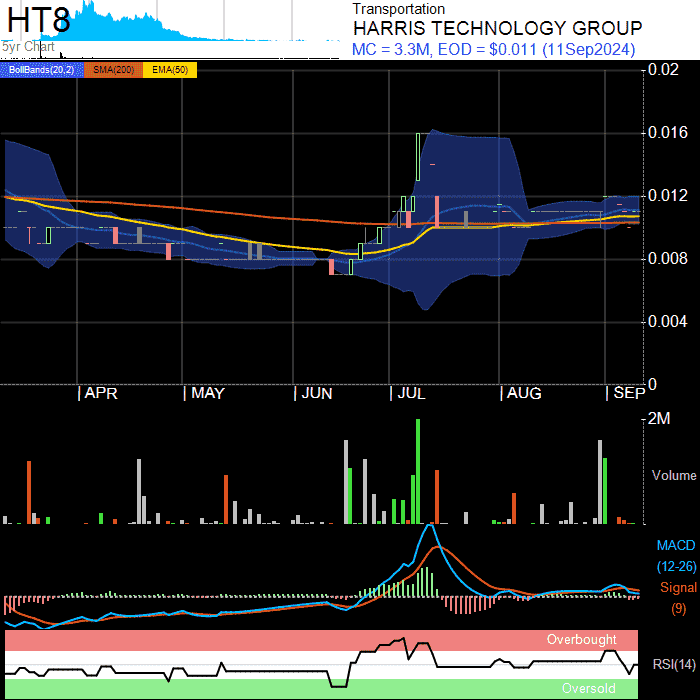 HT8
5yr Chart
Transportation
HARRIS TECHNOLOGY GROUP
MC = 3.3M, EOD = $0.011 (11Sep2024)
BollBands(20,2) SMA(200) EMA(50)
0.02
0.016
0.012
0.008
0.004
0
APR MAY JUN JUL AUG SEP
2M
Volume
MACD
(12-26)
Signal
(9)
Overbought
RSI(14)
Oversold